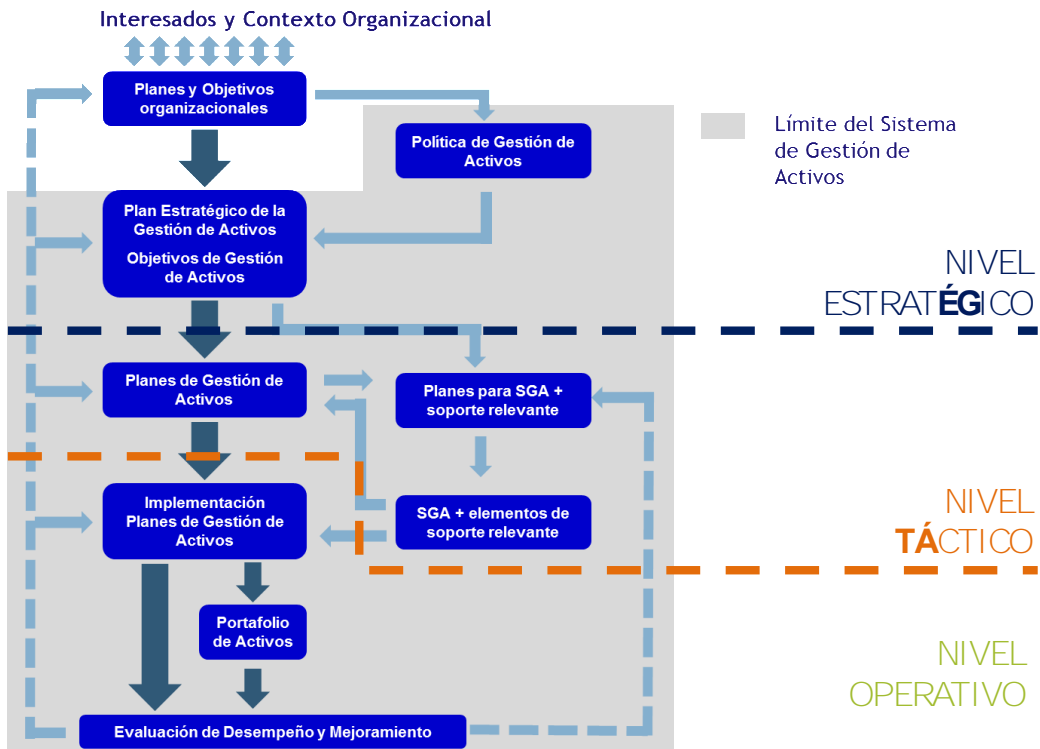 Interesados y Contexto Organizacional
Planes y Objetivos
organizacionales
Política de Gestión de
Activos
Límite del Sistema
de Gestión de
Activos
Plan Estratégico de la
Gestión de Activos
Objetivos de Gestión
de Activos
NIVEL
ESTRATÉGICO
Planes de Gestión de
Activos
Planes para SGA +
soporte relevante
Implementación
Planes de Gestión de
Activos
SGA + elementos de
soporte relevante
NIVEL
TÁCTICO
Portafolio
de Activos
NIVEL
OPERATIVO
Evaluación de Desempeño y Mejoramiento